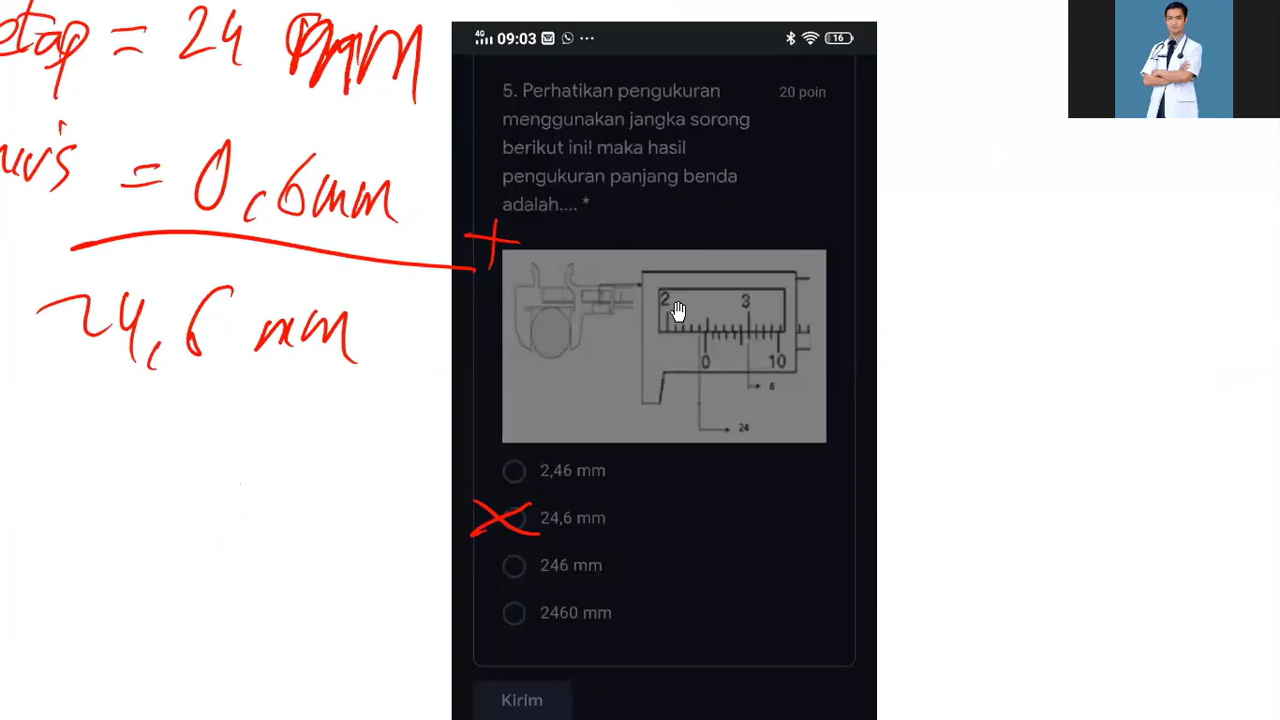 etap = 24 mm
= 0,6 mm
+
24,6 mm
4G 09:03
16
5. Perhatikan pengukuran
menggunakan jangka sorong
berikut ini! maka hasil
pengukuran panjang benda
adalah.... *
20 poin
2 3
0 10
6
24
2,46 mm
24,6 mm
246 mm
2460 mm
Kirim